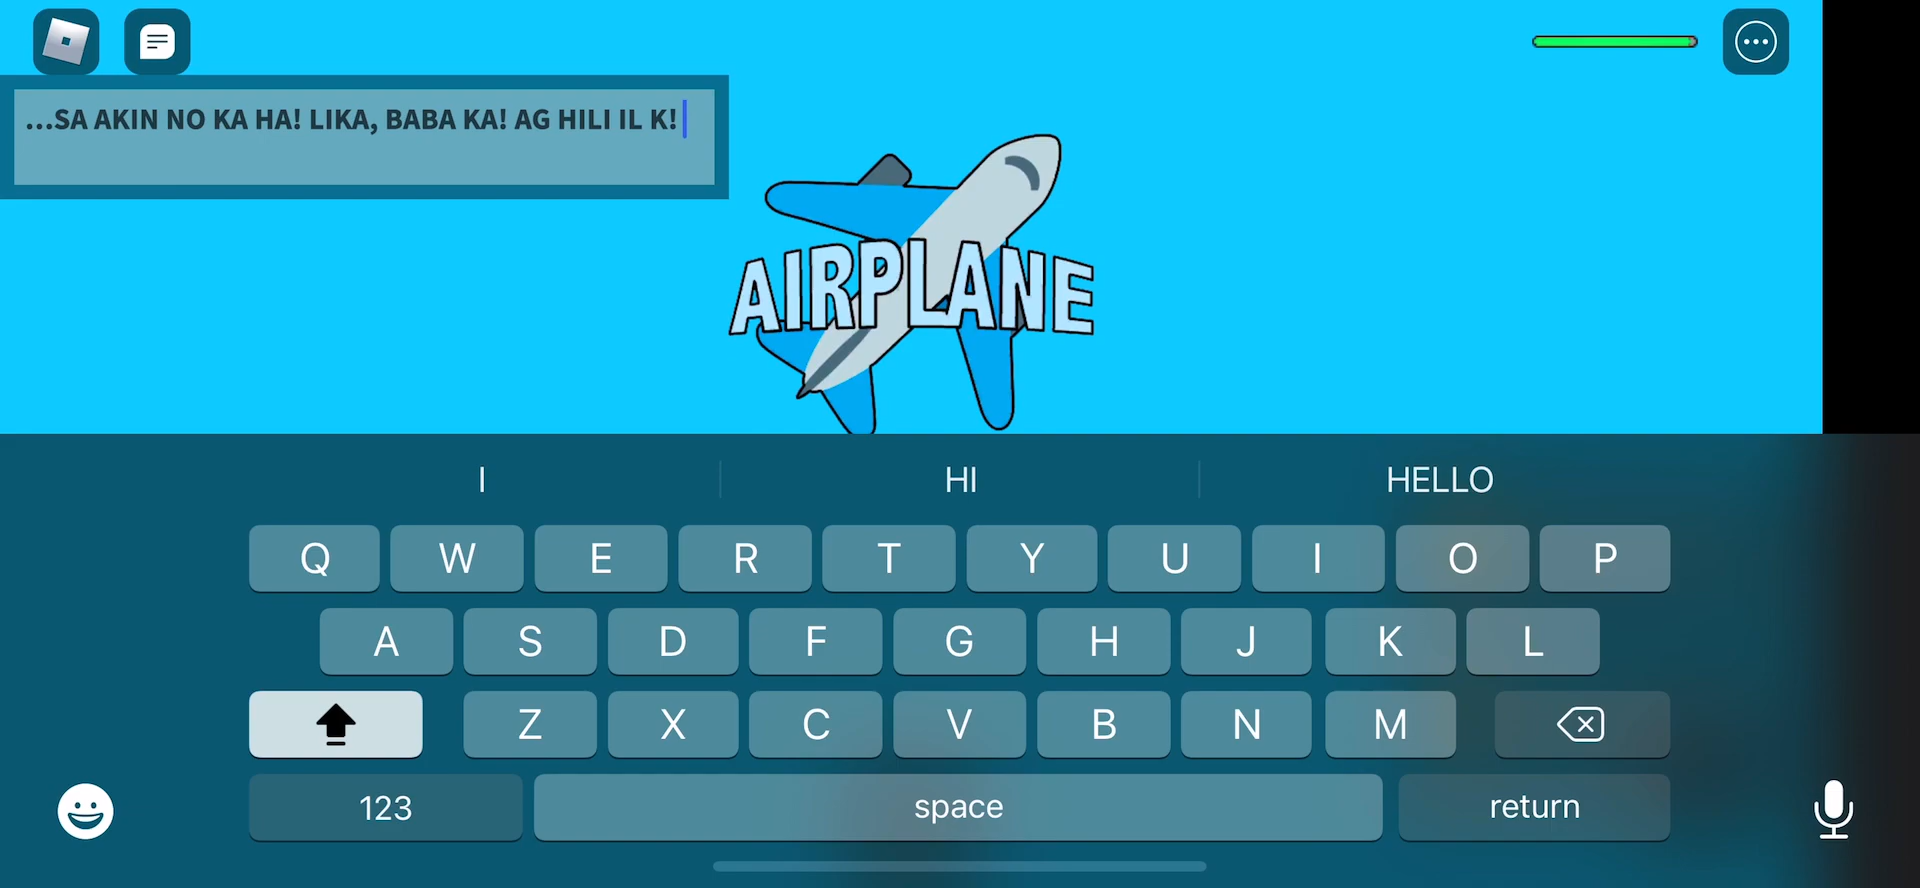 ...SA AKIN NO KA HA! LIKA, BABA KA! AG HILI IL K!
AIRPLANE
I HI HELLO
Q W E R T Y U I O P
A S D F G H J K L
Z X C V B N M
123 space return